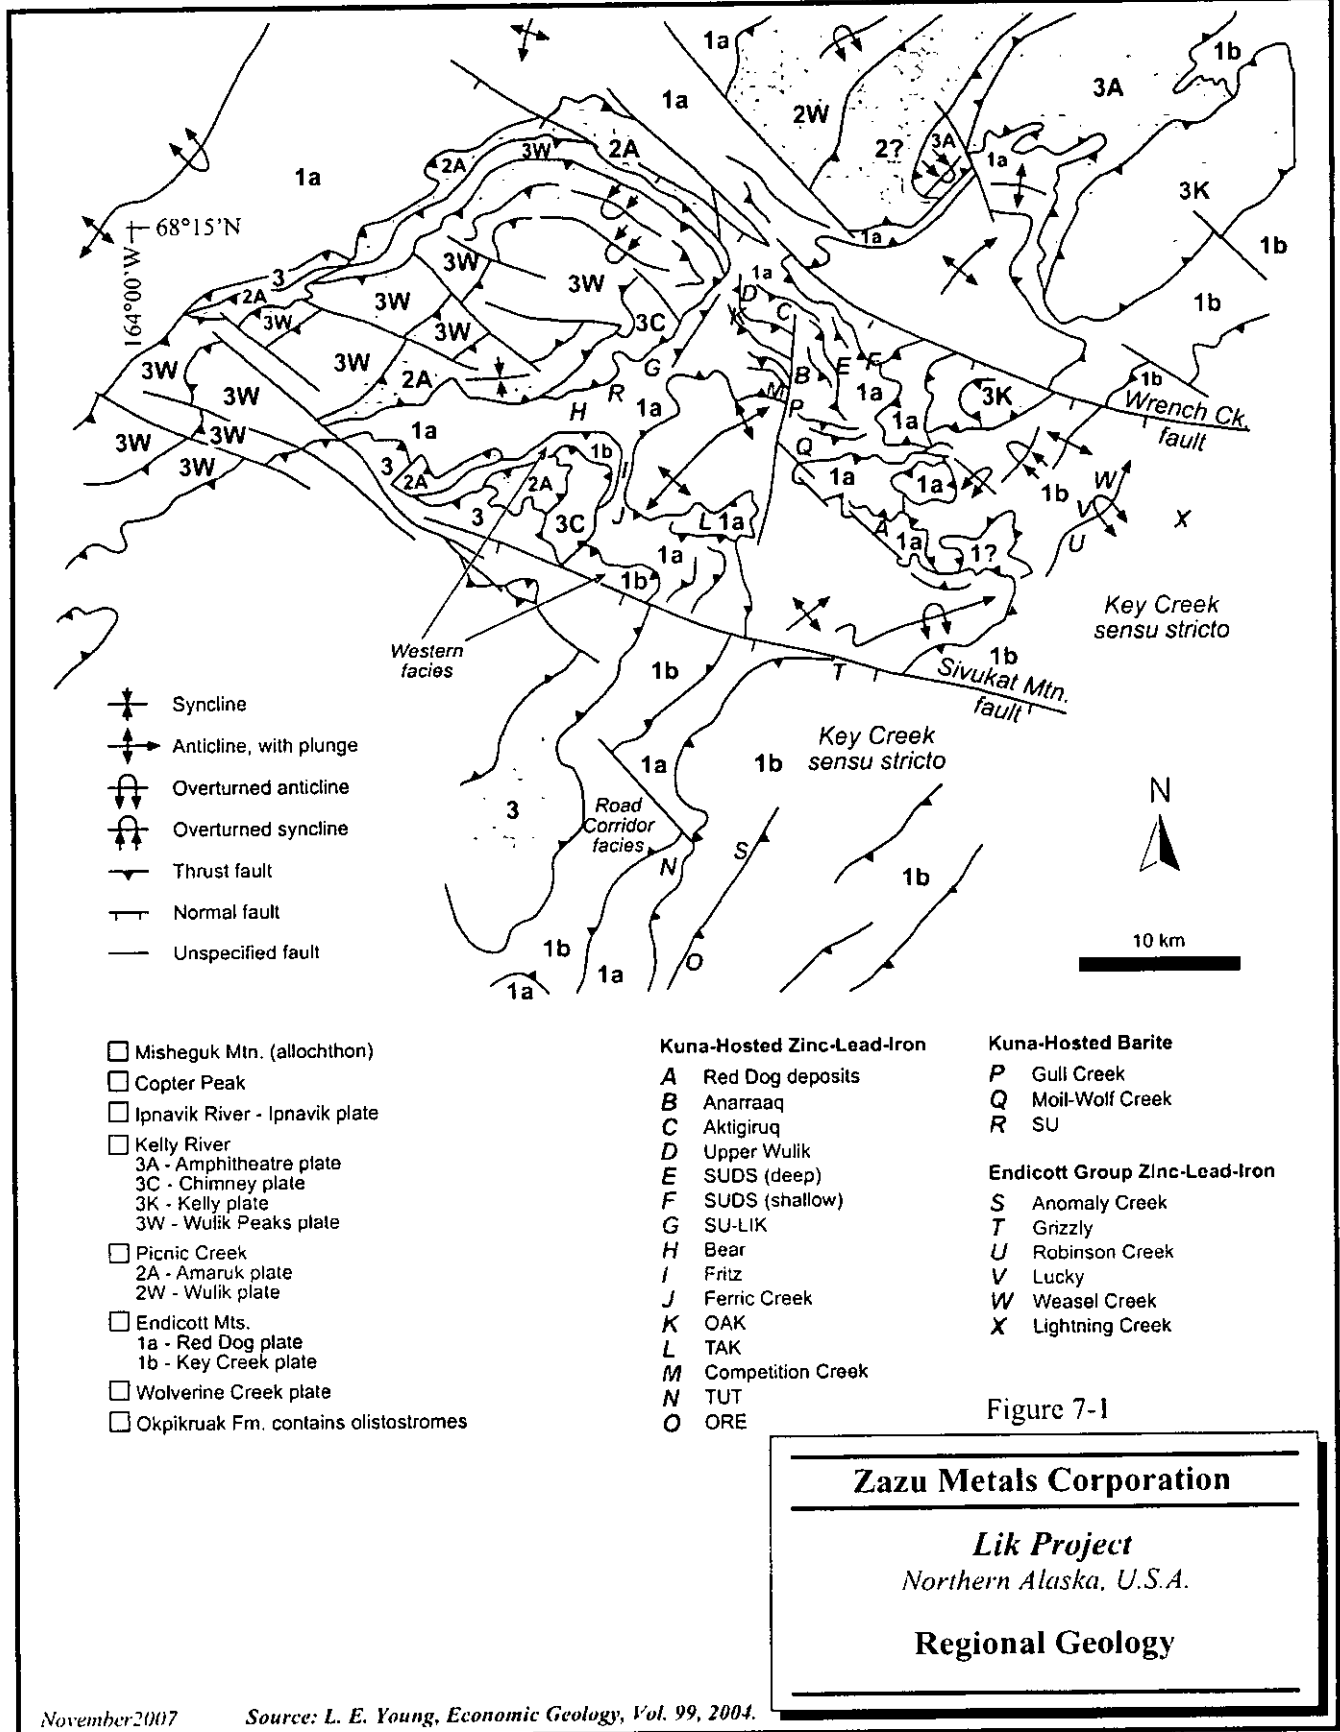 1a
1b
1a
3A
2W
2?
3A
1a
2A
3W
2A
1a
3K
68°15'N
164°00'W
1a
1b
3W
3
2A
3W
3W
3W
1a
1b
D
K
C
3W
3C
3W
3W
2A
G
R
H
B
E
F
M
P
1a
1a
3K
1b
Wrench Ck.
fault
3W
3W
3W
3W
1a
1a
Q
1b
3
2A
2A
I
1a
1a
1b
W
V
U
X
3
3C
J
L 1a
A
1a
1?
1a
1b
Key Creek
sensu stricto
Western
facies
1b
T
1b
Sivukat Mtn.
fault
Syncline
Anticline, with plunge
Overturned anticline
Overturned syncline
Thrust fault
Normal fault
Unspecified fault
Key Creek
sensu stricto
1a
1b
3
Road
Corridor
facies
N
S
1b
N
10 km
1b
1a
O
1a
Misheguk Mtn. (allochthon)
Copter Peak
Ipnavik River - Ipnavik plate
Kelly River
3A - Amphitheatre plate
3C - Chimney plate
3K - Kelly plate
3W - Wulik Peaks plate
Picnic Creek
2A - Amaruk plate
2W - Wulik plate
Endicott Mts.
1a - Red Dog plate
1b - Key Creek plate
Wolverine Creek plate
Okpikruak Fm. contains olistostromes
Kuna-Hosted Zinc-Lead-Iron
A Red Dog deposits
B Anarraaq
C Aktigiruq
D Upper Wulik
E SUDS (deep)
F SUDS (shallow)
G SU-LIK
H Bear
I Fritz
J Ferric Creek
K OAK
L TAK
M Competition Creek
N TUT
O ORE
Kuna-Hosted Barite
P Gull Creek
Q Moil-Wolf Creek
R SU
Endicott Group Zinc-Lead-Iron
S Anomaly Creek
T Grizzly
U Robinson Creek
V Lucky
W Weasel Creek
X Lightning Creek
Figure 7-1
Zazu Metals Corporation
Lik Project
Northern Alaska, U.S.A.
Regional Geology
November2007
Source: L. E. Young, Economic Geology, Vol. 99, 2004.